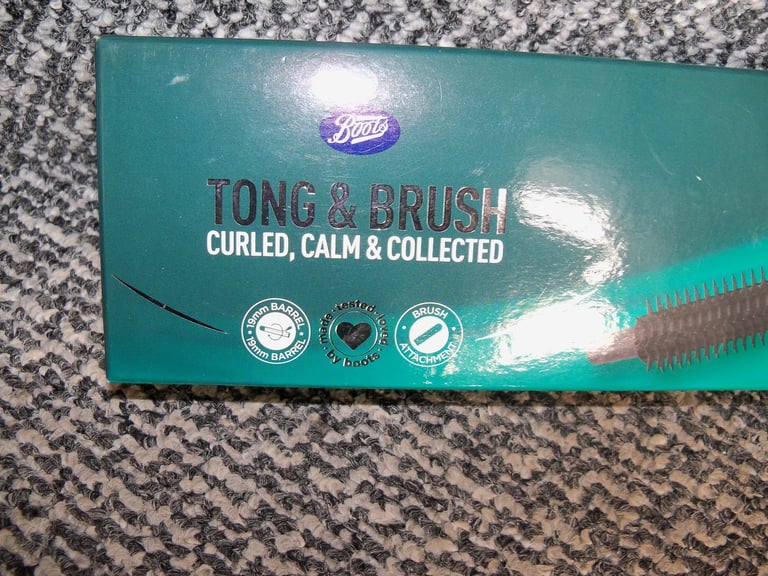 Boots
TONG & BRUSH
CURLED, CALM & COLLECTED
19mm BARREL
19mm BARREL
made · tested · loved
by boots
BRUSH
ATTACHMENT